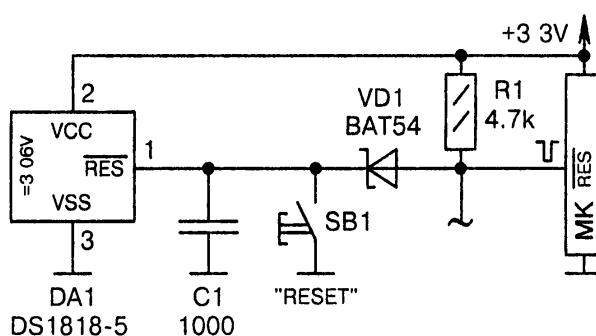 +3 3V
2
VCC
=3 06V
RES
1
VSS
3
VD1
BAT54
R1
4.7k
RES
MK
SB1
DA1
DS1818-5
C1
1000
"RESET"